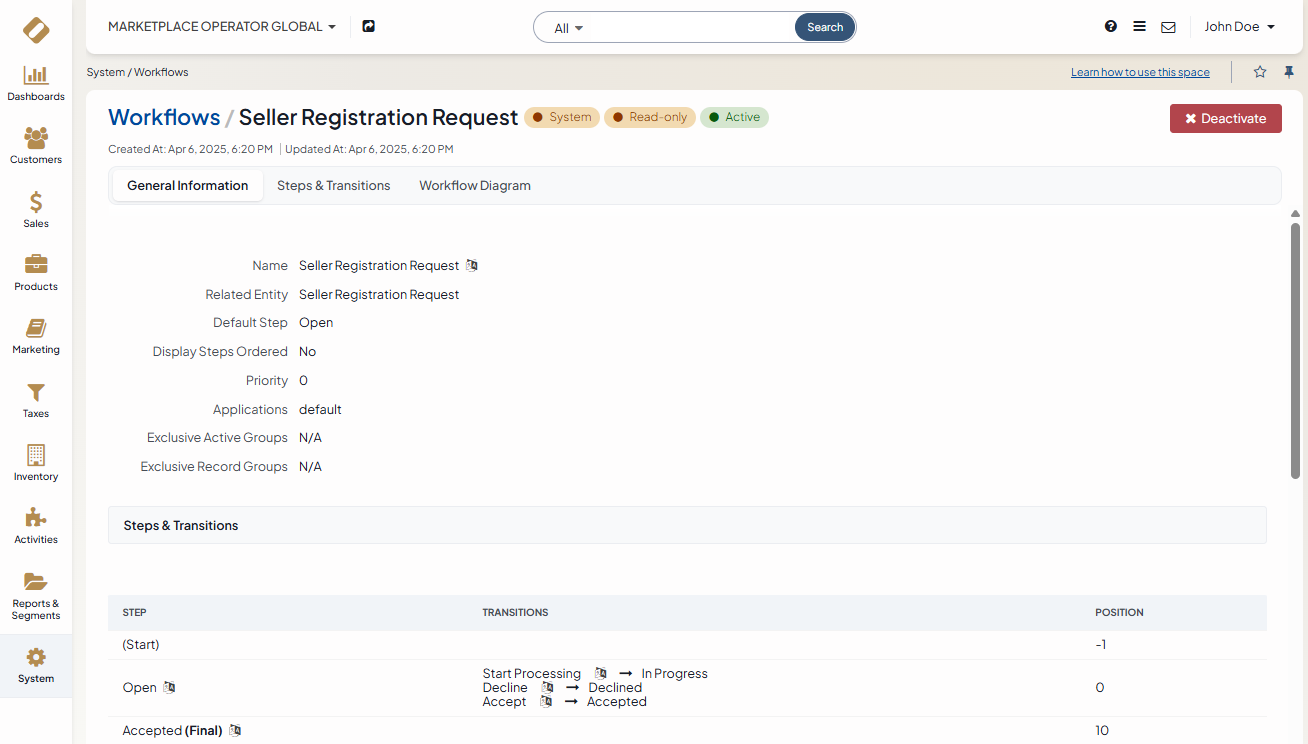 MARKETPLACE OPERATOR GLOBAL
All
Search
John Doe
Dashboards
Customers
Sales
Products
Marketing
Taxes
Inventory
Activities
Reports & Segments
System
System / Workflows
Learn how to use this space
Workflows / Seller Registration Request
System
Read-only
Active
Deactivate
Created At: Apr 6, 2025, 6:20 PM | Updated At: Apr 6, 2025, 6:20 PM
General Information
Steps & Transitions
Workflow Diagram
Name Seller Registration Request
Related Entity Seller Registration Request
Default Step Open
Display Steps Ordered No
Priority 0
Applications default
Exclusive Active Groups N/A
Exclusive Record Groups N/A
Steps & Transitions
STEP TRANSITIONS POSITION
(Start) -1
Open
Start Processing → In Progress
Decline → Declined
Accept → Accepted
0
Accepted (Final) 10